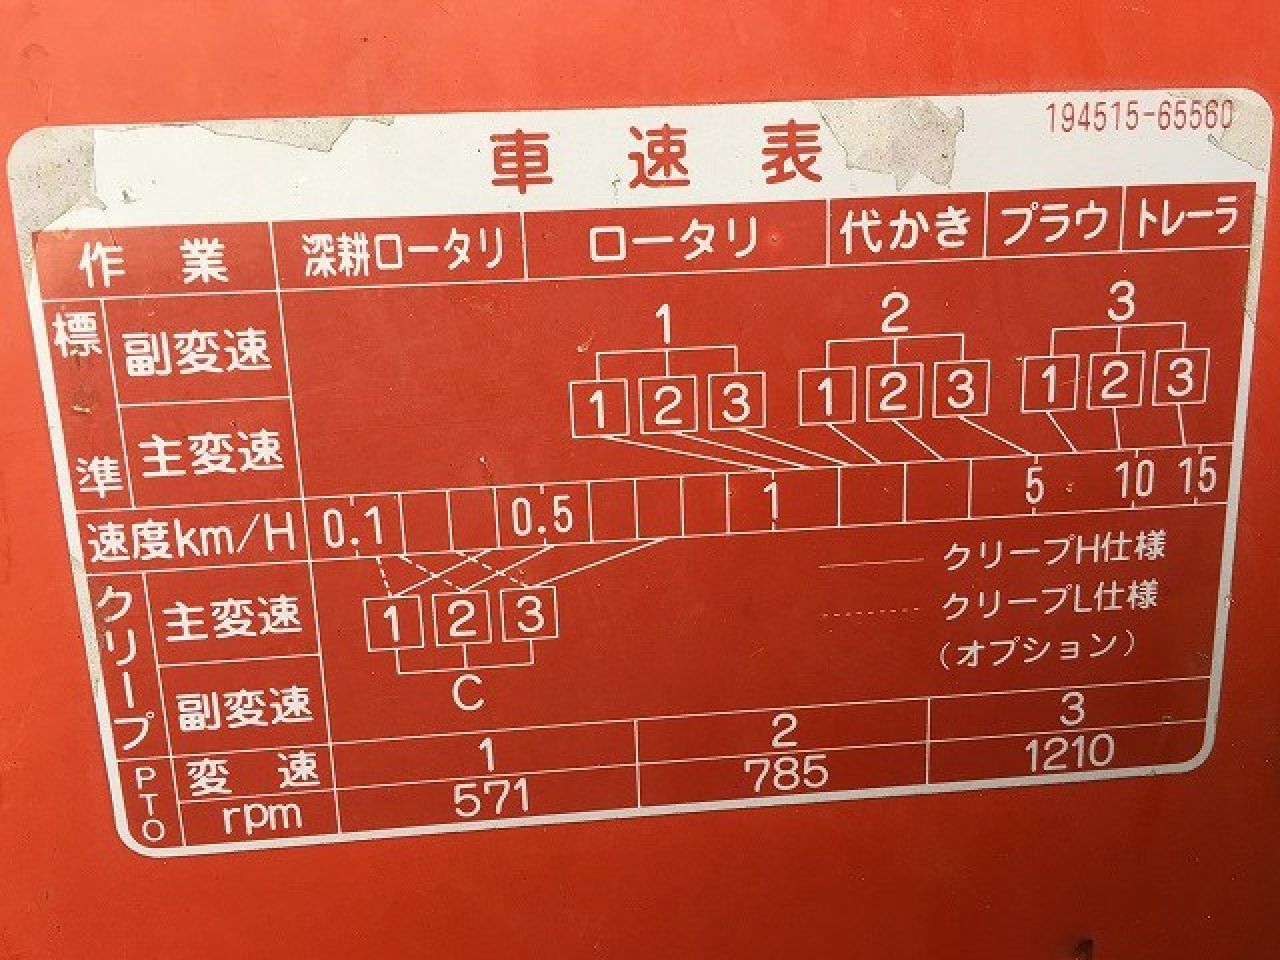 194515-65560
車速表
作業 深耕ロータリ ロータリ 代かき プラウ トレーラ
標準
副変速 1 2 3
主変速 1 2 3 1 2 3 1 2 3
速度km/H 0.1 0.5 1 5 10 15
クリープ
主変速 1 2 3
副変速 C
クリープH仕様
クリープL仕様
(オプション)
PTO
変速 1 2 3
rpm 571 785 1210